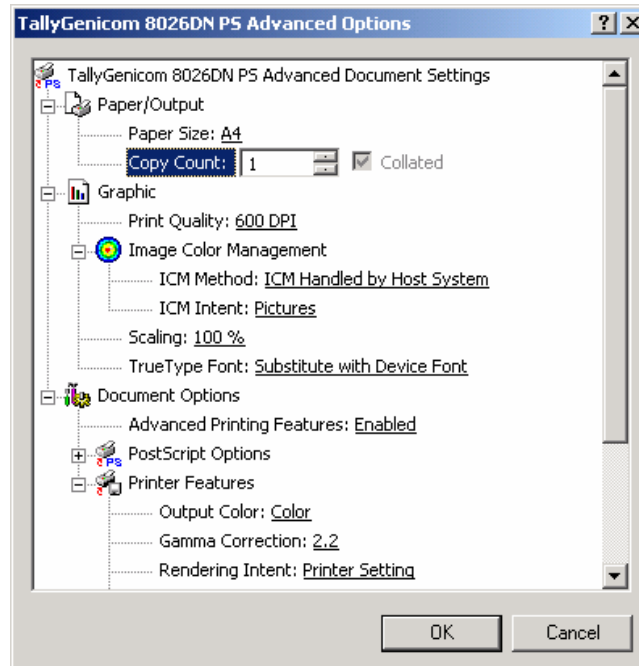 TallyGenicom 8026DN PS Advanced Options
TallyGenicom 8026DN PS Advanced Document Settings
Paper/Output
Paper Size: A4
Copy Count: 1 Collated
Graphic
Print Quality: 600 DPI
Image Color Management
ICM Method: ICM Handled by Host System
ICM Intent: Pictures
Scaling: 100 %
TrueType Font: Substitute with Device Font
Document Options
Advanced Printing Features: Enabled
PS PostScript Options
Printer Features
Output Color: Color
Gamma Correction: 2.2
Rendering Intent: Printer Setting
OK Cancel